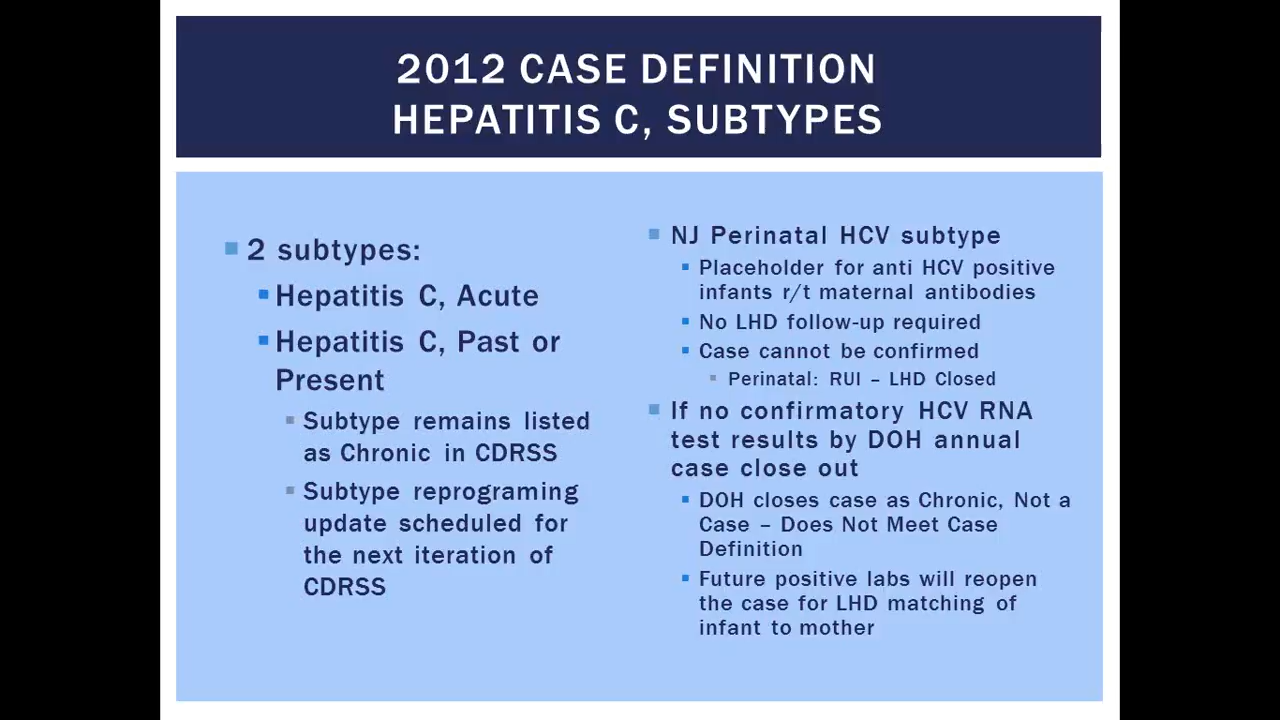 2012 CASE DEFINITION
HEPATITIS C, SUBTYPES
2 subtypes:
Hepatitis C, Acute
Hepatitis C, Past or
Present
Subtype remains listed
as Chronic in CDRSS
Subtype reprograming
update scheduled for
the next iteration of
CDRSS
NJ Perinatal HCV subtype
Placeholder for anti HCV positive
infants r/t maternal antibodies
No LHD follow-up required
Case cannot be confirmed
Perinatal: RUI – LHD Closed
If no confirmatory HCV RNA
test results by DOH annual
case close out
DOH closes case as Chronic, Not a
Case – Does Not Meet Case
Definition
Future positive labs will reopen
the case for LHD matching of
infant to mother